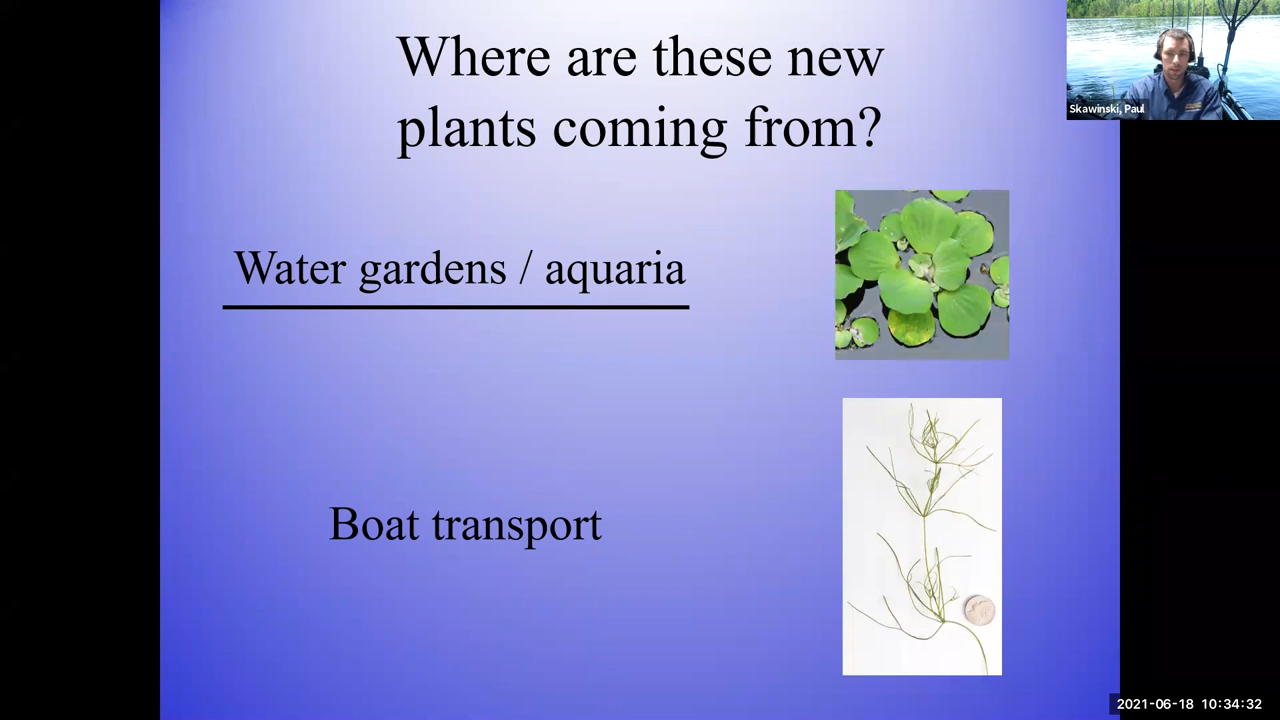 Where are these new
plants coming from?
Skawinski, Paul
Water gardens / aquaria
Boat transport
2021-06-18 10:34:32